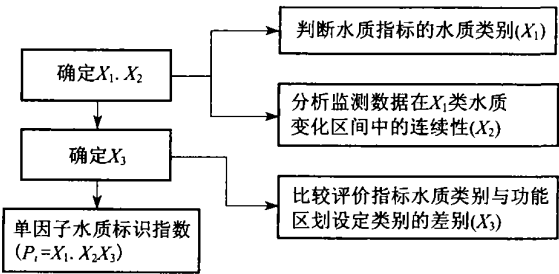 确定X₁. X₂
判断水质指标的水质类别(X₁)
分析监测数据在X₁类水质
变化区间中的连续性(X₂)
确定X₃
比较评价指标水质类别与功能
区划设定类别的差别(X₃)
单因子水质标识指数
(Pᵢ=X₁. X₂X₃)